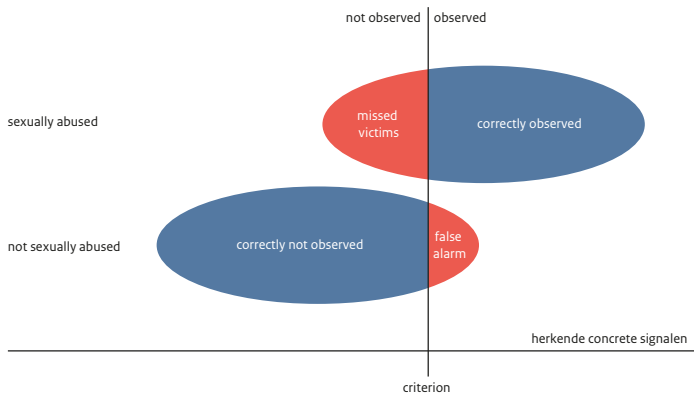 not observed observed
sexually abused
missed
victims
correctly observed
not sexually abused
correctly not observed
false
alarm
herkende concrete signalen
criterion